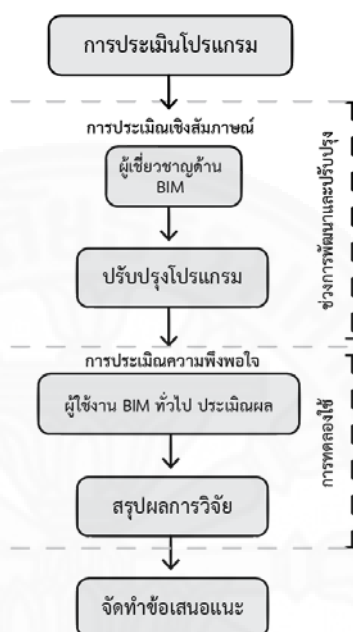 การประเมินโปรแกรม
การประเมิณเชิงสัมภาษณ์
ผู้เชี่ยวชาญด้าน
BIM
ปรับปรุงโปรแกรม
ช่วงการพัฒนาและปรับปรุง
การประเมิณความพึงพอใจ
ผู้ใช้งาน BIM ทั่วไป ประเมินผล
สรุปผลการวิจัย
การทดลองใช้
จัดทำข้อเสนอแนะ